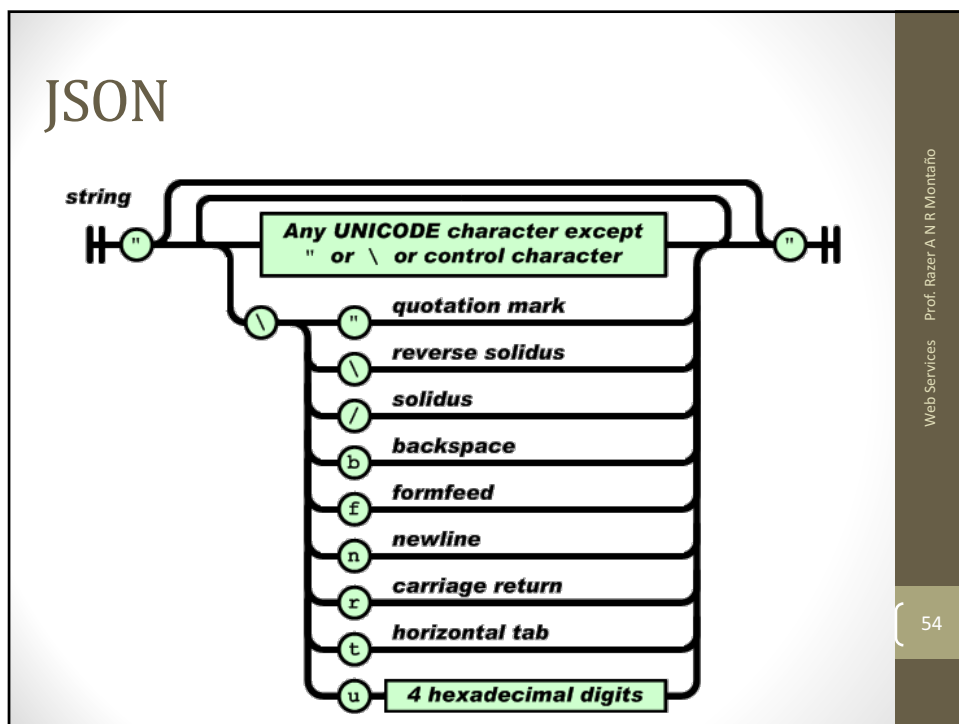 JSON
string
"
Any UNICODE character except
" or \ or control character
"
\
" quotation mark
\ reverse solidus
/ solidus
b backspace
f formfeed
n newline
r carriage return
t horizontal tab
u 4 hexadecimal digits
Web Services Prof. Razer A N R Montaño
54